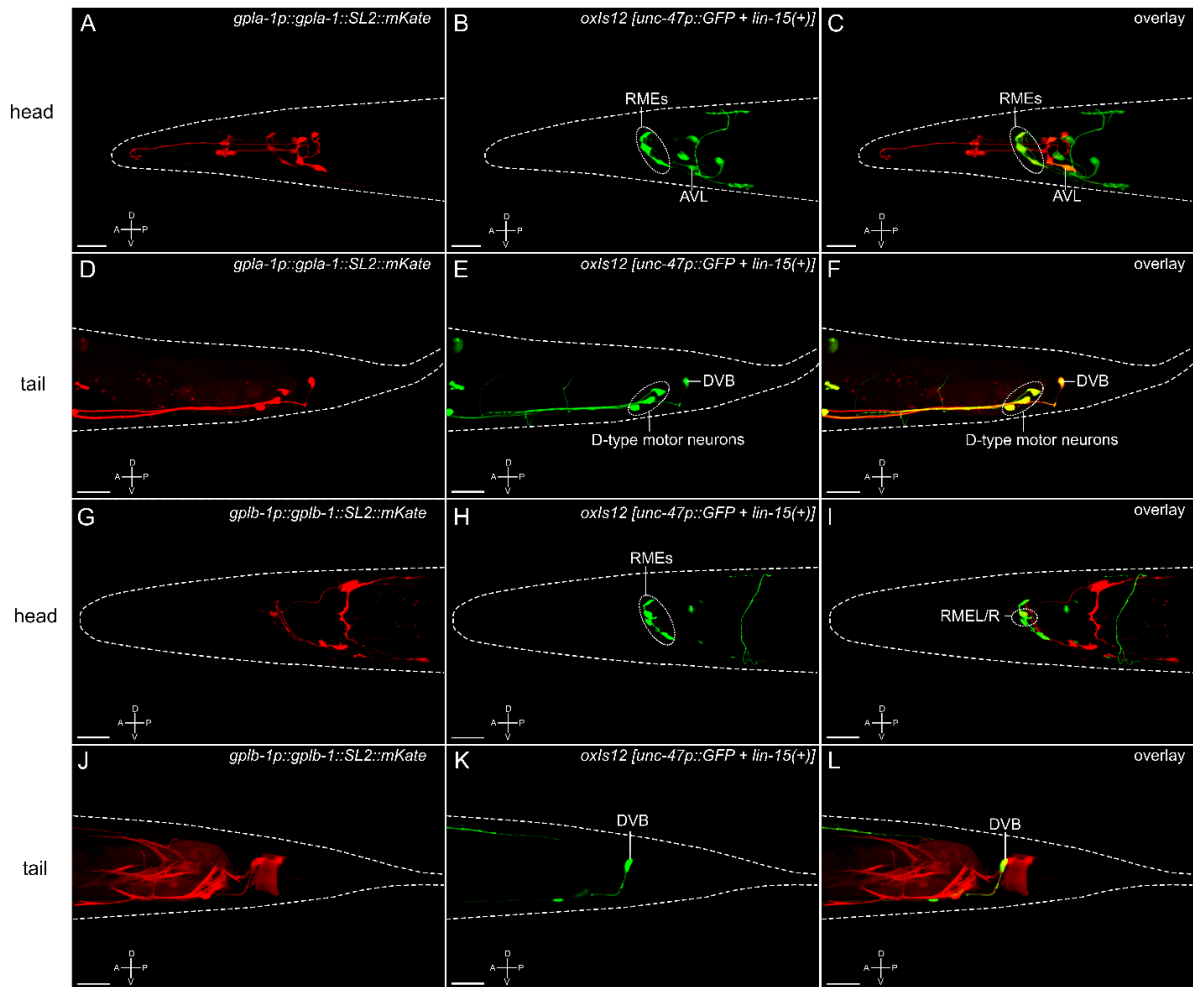 A gpla-1p::gpla-1::SL2::mKate
B oxIs12 [unc-47p::GFP + lin-15(+)]
C overlay
head
RMEs
AVL
RMEs
AVL
D
A P
V
D
A P
V
D
A P
V
D gpla-1p::gpla-1::SL2::mKate
E oxIs12 [unc-47p::GFP + lin-15(+)]
F overlay
tail
DVB
D-type motor neurons
DVB
D-type motor neurons
D
A P
V
D
A P
V
D
A P
V
G gplb-1p::gplb-1::SL2::mKate
H oxIs12 [unc-47p::GFP + lin-15(+)]
I overlay
head
RMEs
RMEL/R
D
A P
V
D
A P
V
D
A P
V
J gplb-1p::gplb-1::SL2::mKate
K oxIs12 [unc-47p::GFP + lin-15(+)]
L overlay
tail
DVB
DVB
D
A P
V
D
A P
V
D
A P
V